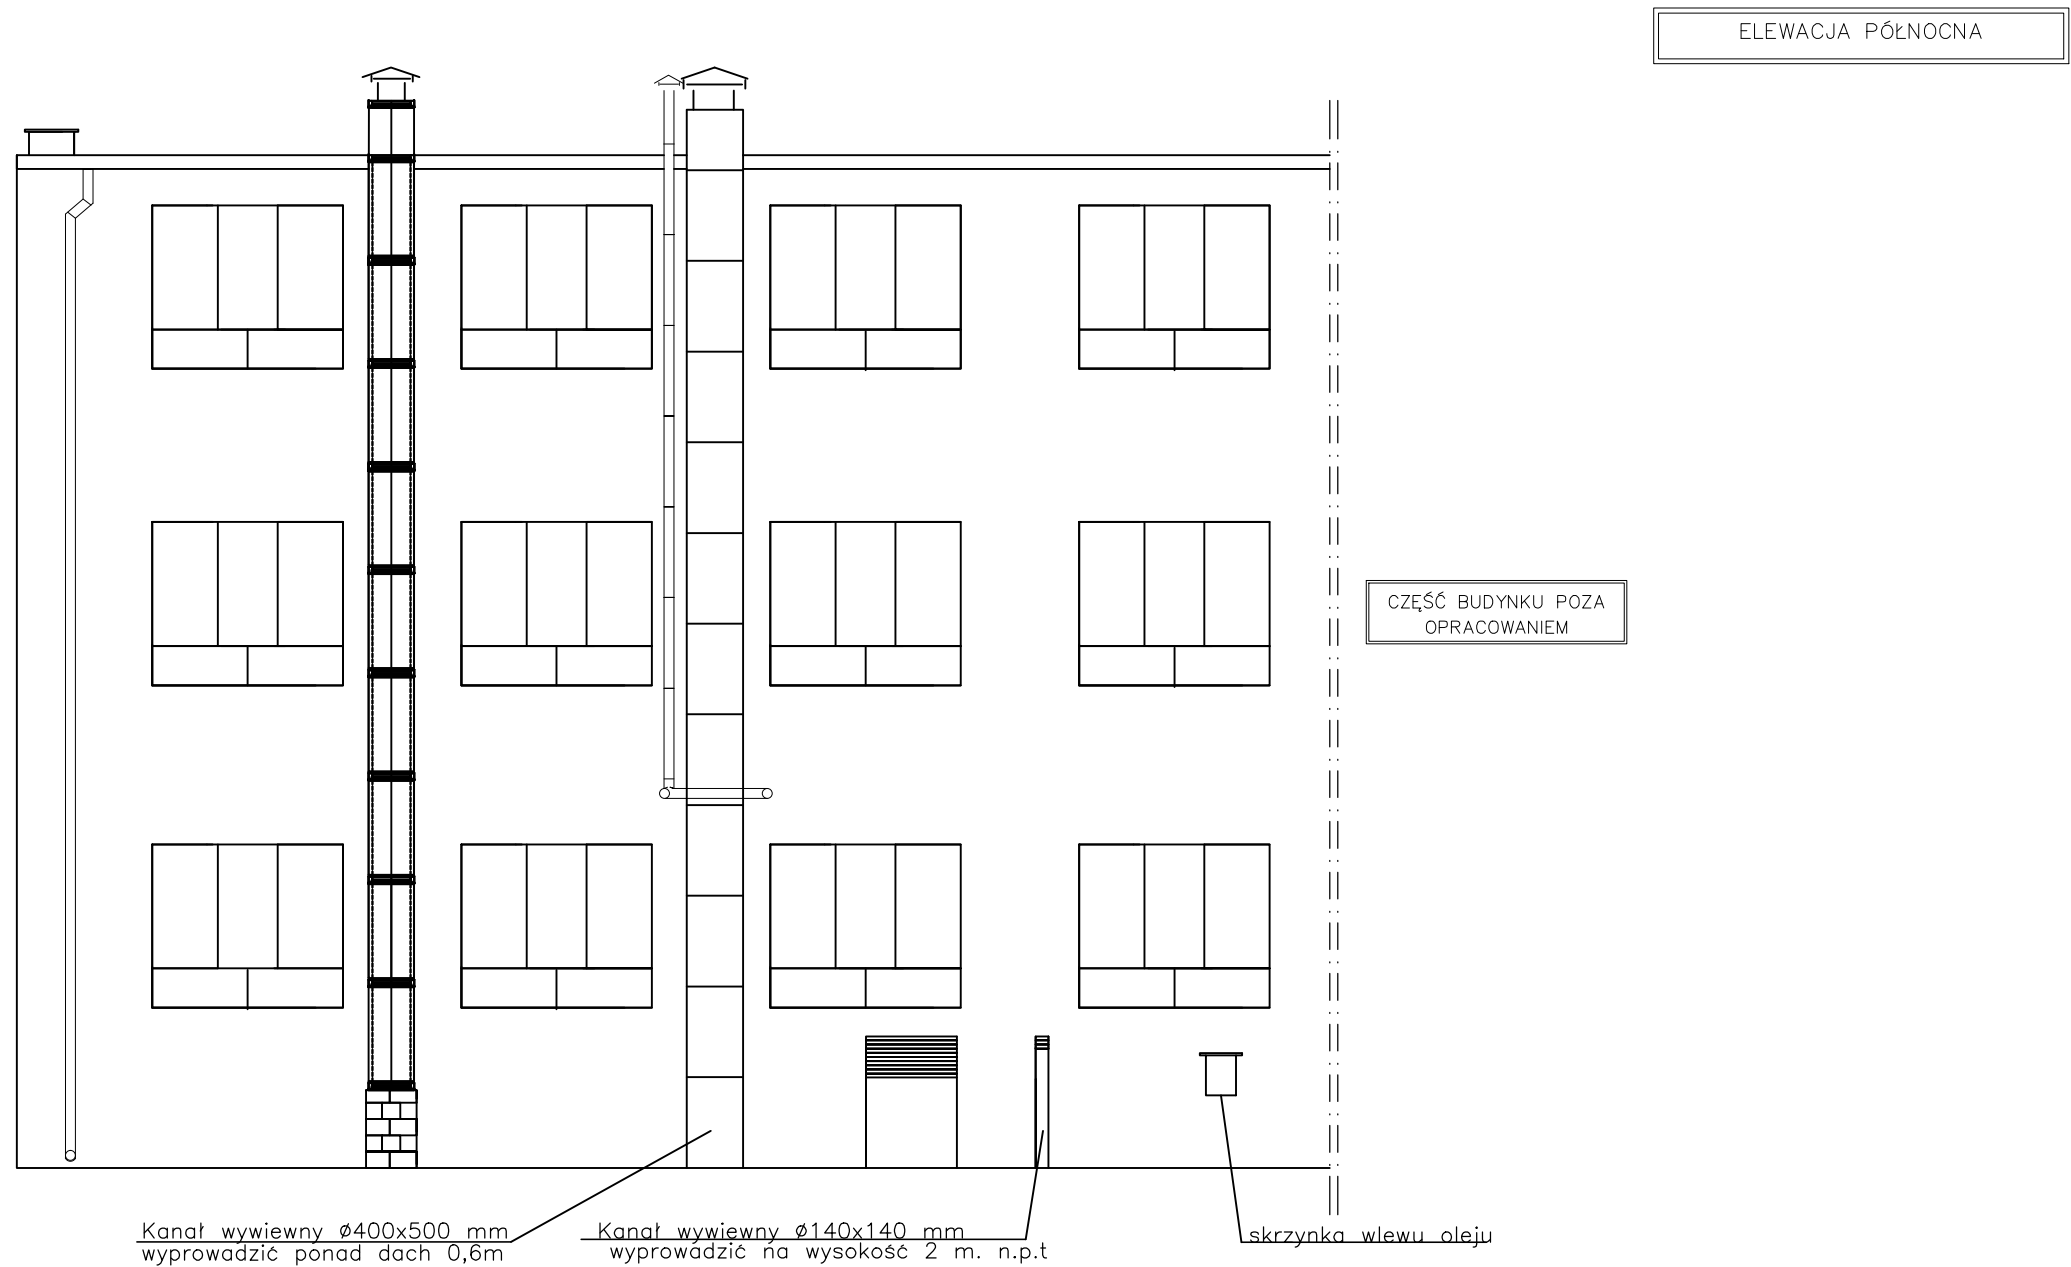 ELEWACJA PÓŁNOCNA
CZĘŚĆ BUDYNKU POZA
OPRACOWANIEM
Kanał wywiewny Ø400x500 mm
wyprowadzić ponad dach 0,6m
Kanał wywiewny Ø140x140 mm
wyprowadzić na wysokość 2 m. n.p.t
skrzynka wlewu oleju